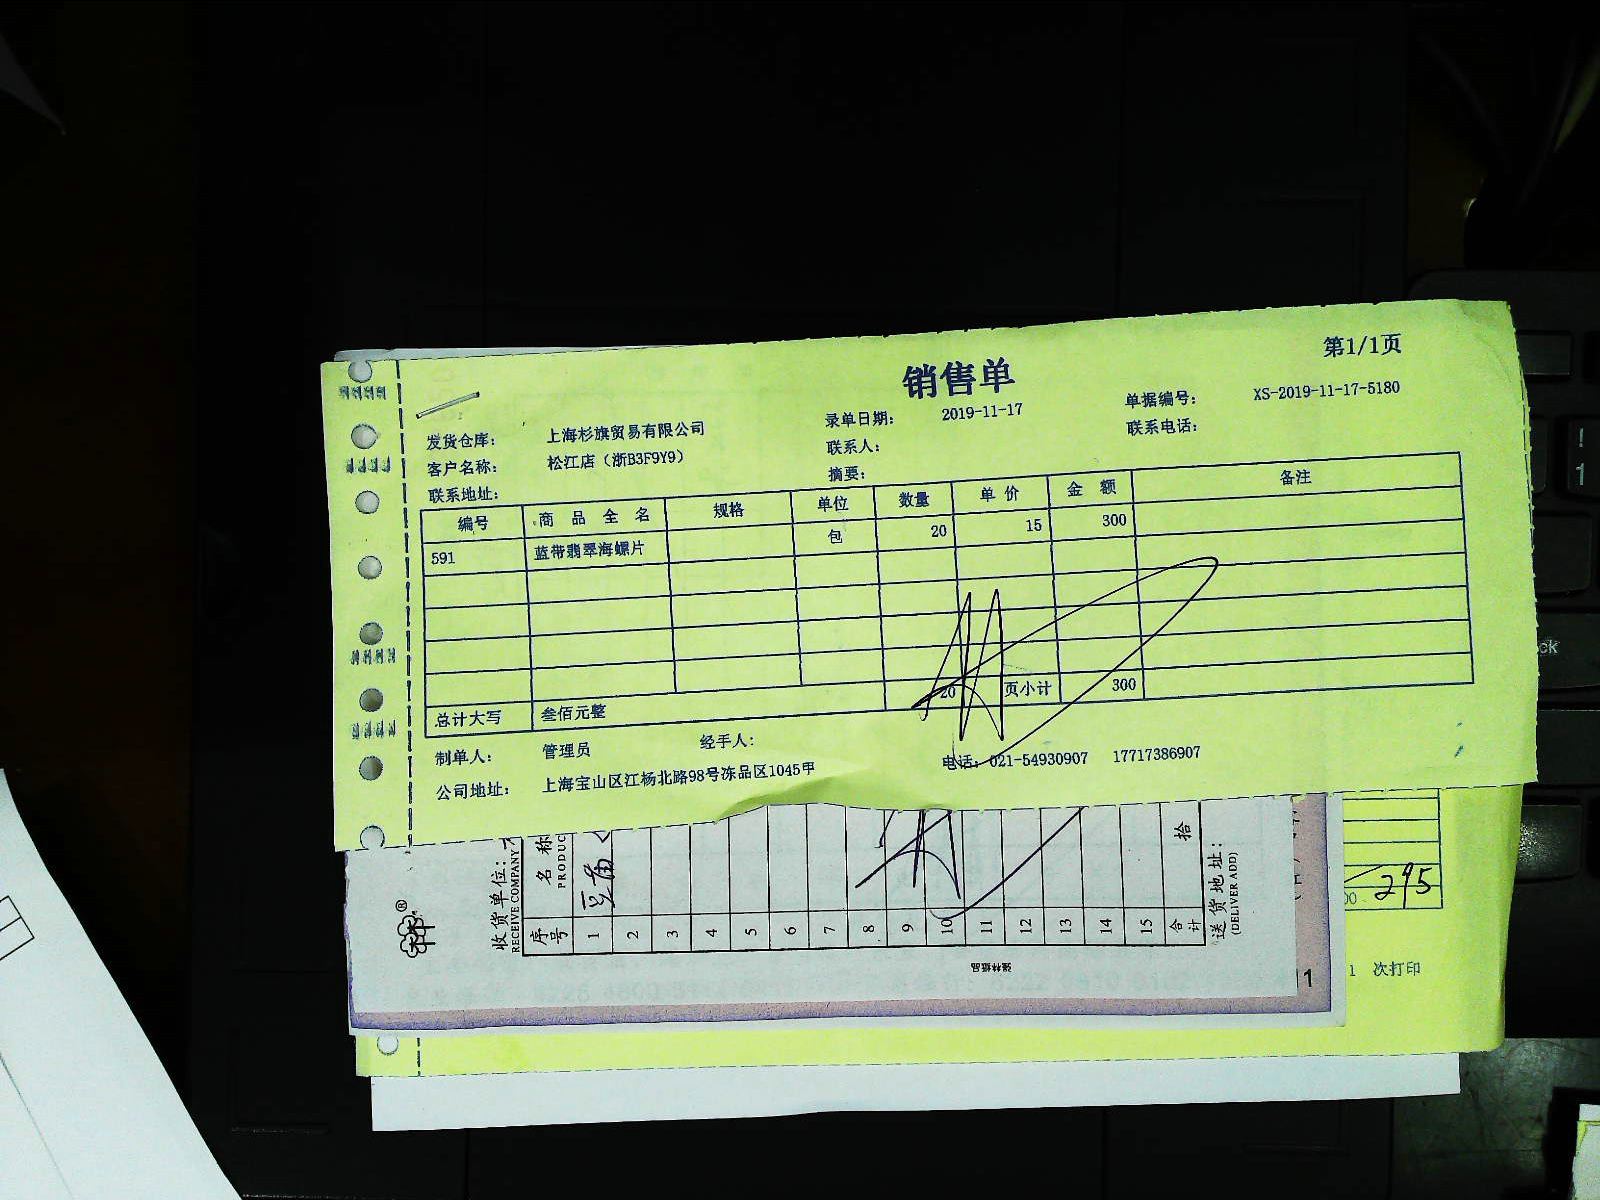 第1/1页
销售单
发货仓库： 上海杉旗贸易有限公司 录单日期： 2019-11-17 单据编号： XS-2019-11-17-5180
客户名称： 松江店（浙B3F9Y9） 联系人： 联系电话：
联系地址： 摘要：
编号 商品全名 规格 单位 数量 单价 金额 备注
591 蓝带翡翠海螺片 包 20 15 300
20 页小计 300
总计大写 叁佰元整
制单人： 管理员 经手人：
公司地址： 上海宝山区江杨北路98号冻品区1045甲 电话：021-54930907 17717386907
收货单位：
RECEIVE COMPANY
序号 名称
PRODUC
1
2
3
4
5
6
7
8
9
10
11
12
13
14
15
合计 拾
送货地址：
(DELIVER ADD)
295
1 次打印
1